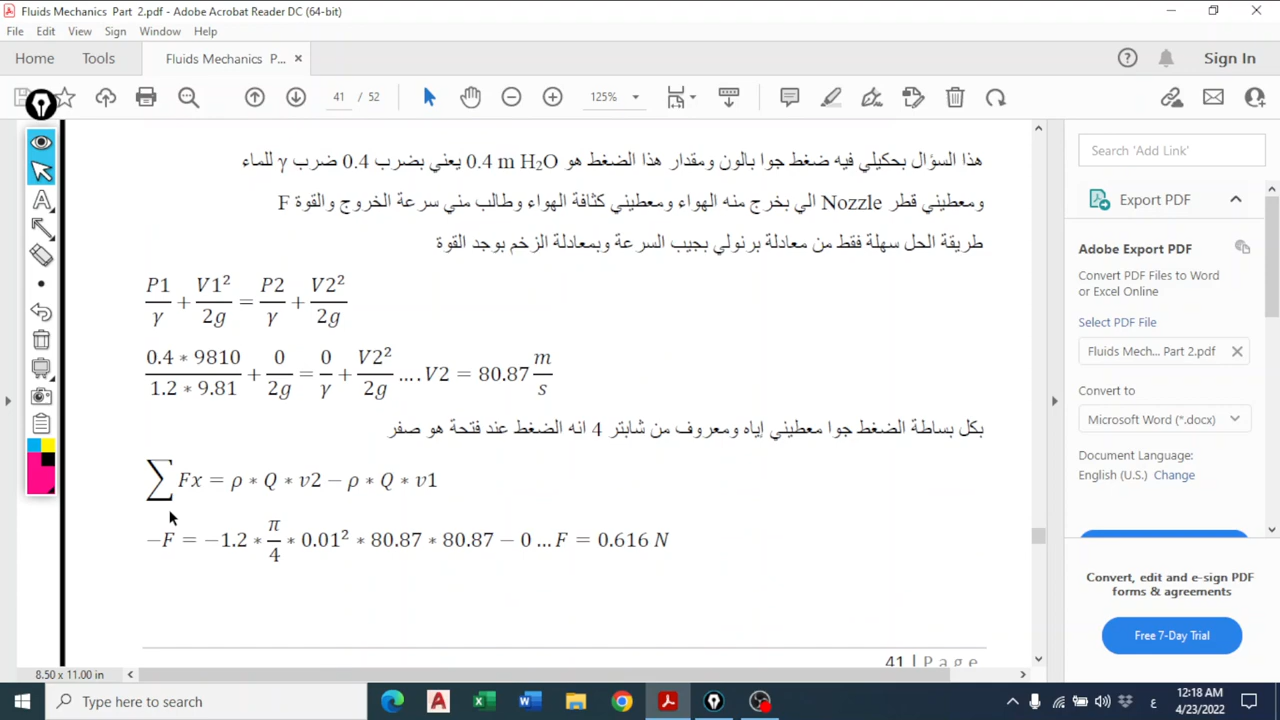 Fluids Mechanics Part 2.pdf - Adobe Acrobat Reader DC (64-bit)
File Edit View Sign Window Help
Home Tools Fluids Mechanics P... × Sign In
41 / 52 125%
هذا السؤال بحكيلي فيه ضغط جوا بالون ومقدار هذا الضغط هو 0.4 m H₂O يعني بضرب 0.4 ضرب γ للماء
ومعطيني قطر Nozzle الي بخرج منه الهواء ومعطيني كثافة الهواء وطالب مني سرعة الخروج والقوة F
طريقة الحل سهلة فقط من معادلة برنولي بجيب السرعة وبمعادلة الزخم بوجد القوة
P1/γ + V1²/2g = P2/γ + V2²/2g
0.4 * 9810/1.2 * 9.81 + 0/2g = 0/γ + V2²/2g .... V2 = 80.87 m/s
بكل بساطة الضغط جوا معطيني إياه ومعروف من شابتر 4 انه الضغط عند فتحة هو صفر
∑ Fx = ρ * Q * v2 − ρ * Q * v1
−F = −1.2 * π/4 * 0.01² * 80.87 * 80.87 − 0 ... F = 0.616 N
41 | Page
8.50 x 11.00 in
Search 'Add Link'
Export PDF
Adobe Export PDF
Convert PDF Files to Word
or Excel Online
Select PDF File
Fluids Mech... Part 2.pdf ×
Convert to
Microsoft Word (*.docx)
Document Language:
English (U.S.) Change
Convert, edit and e-sign PDF
forms & agreements
Free 7-Day Trial
Type here to search
ع
12:18 AM
4/23/2022